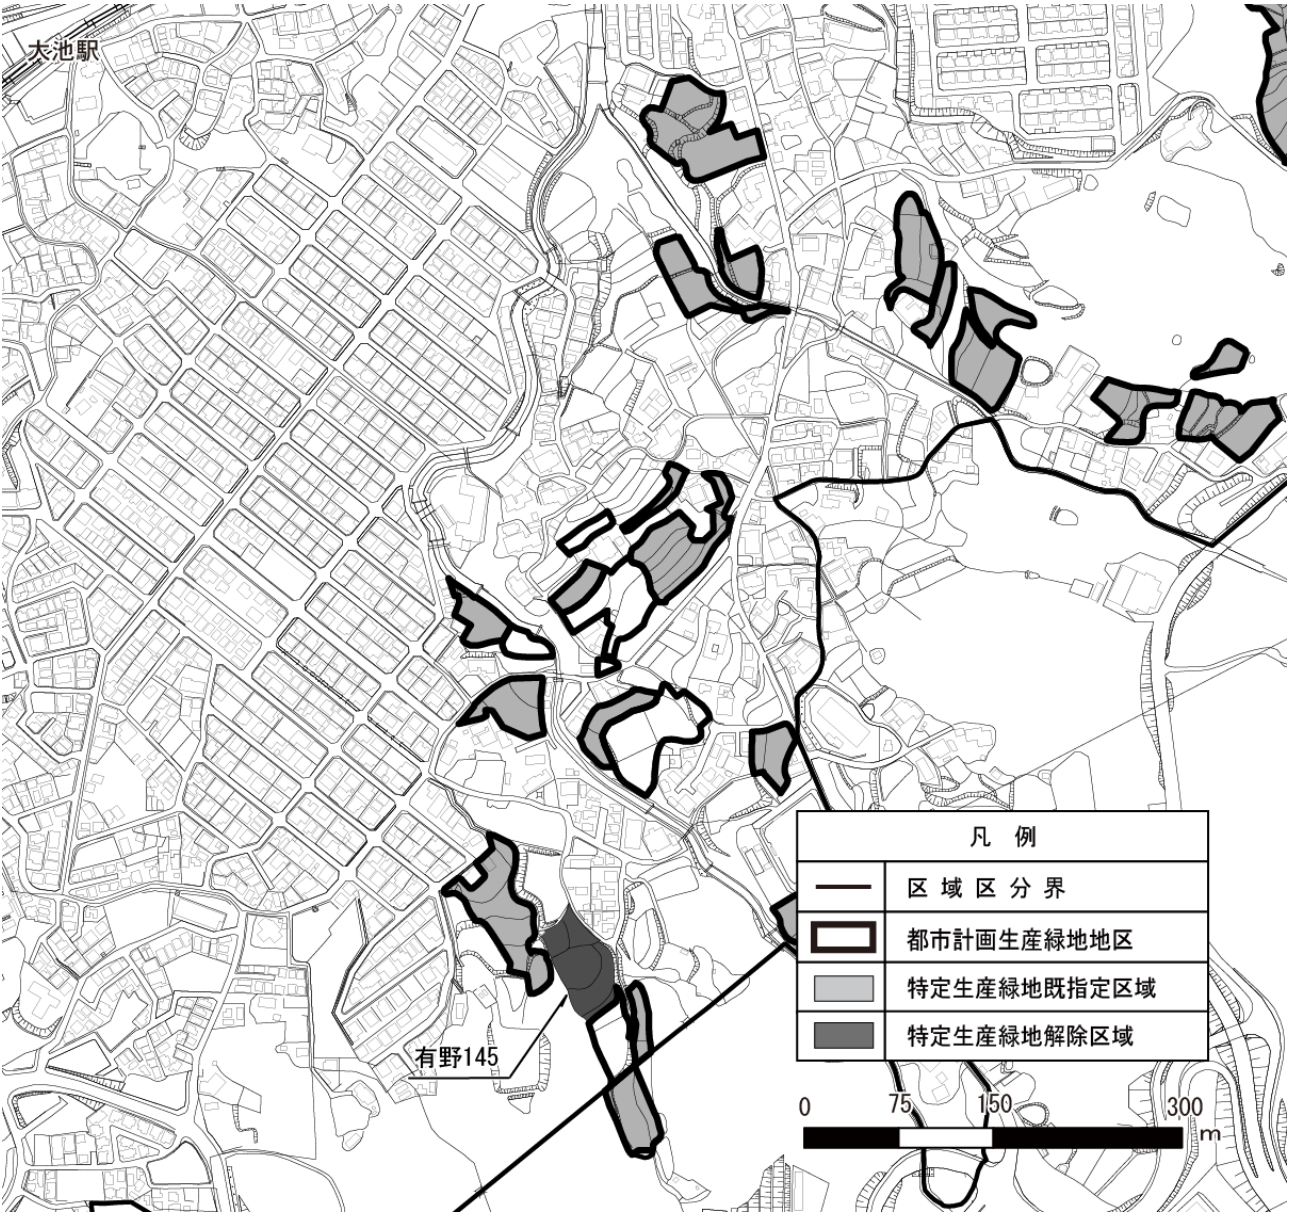 大池駅
凡 例
区域区分界
都市計画生産緑地地区
特定生産緑地既指定区域
特定生産緑地解除区域
有野145
0 75 150 300
m